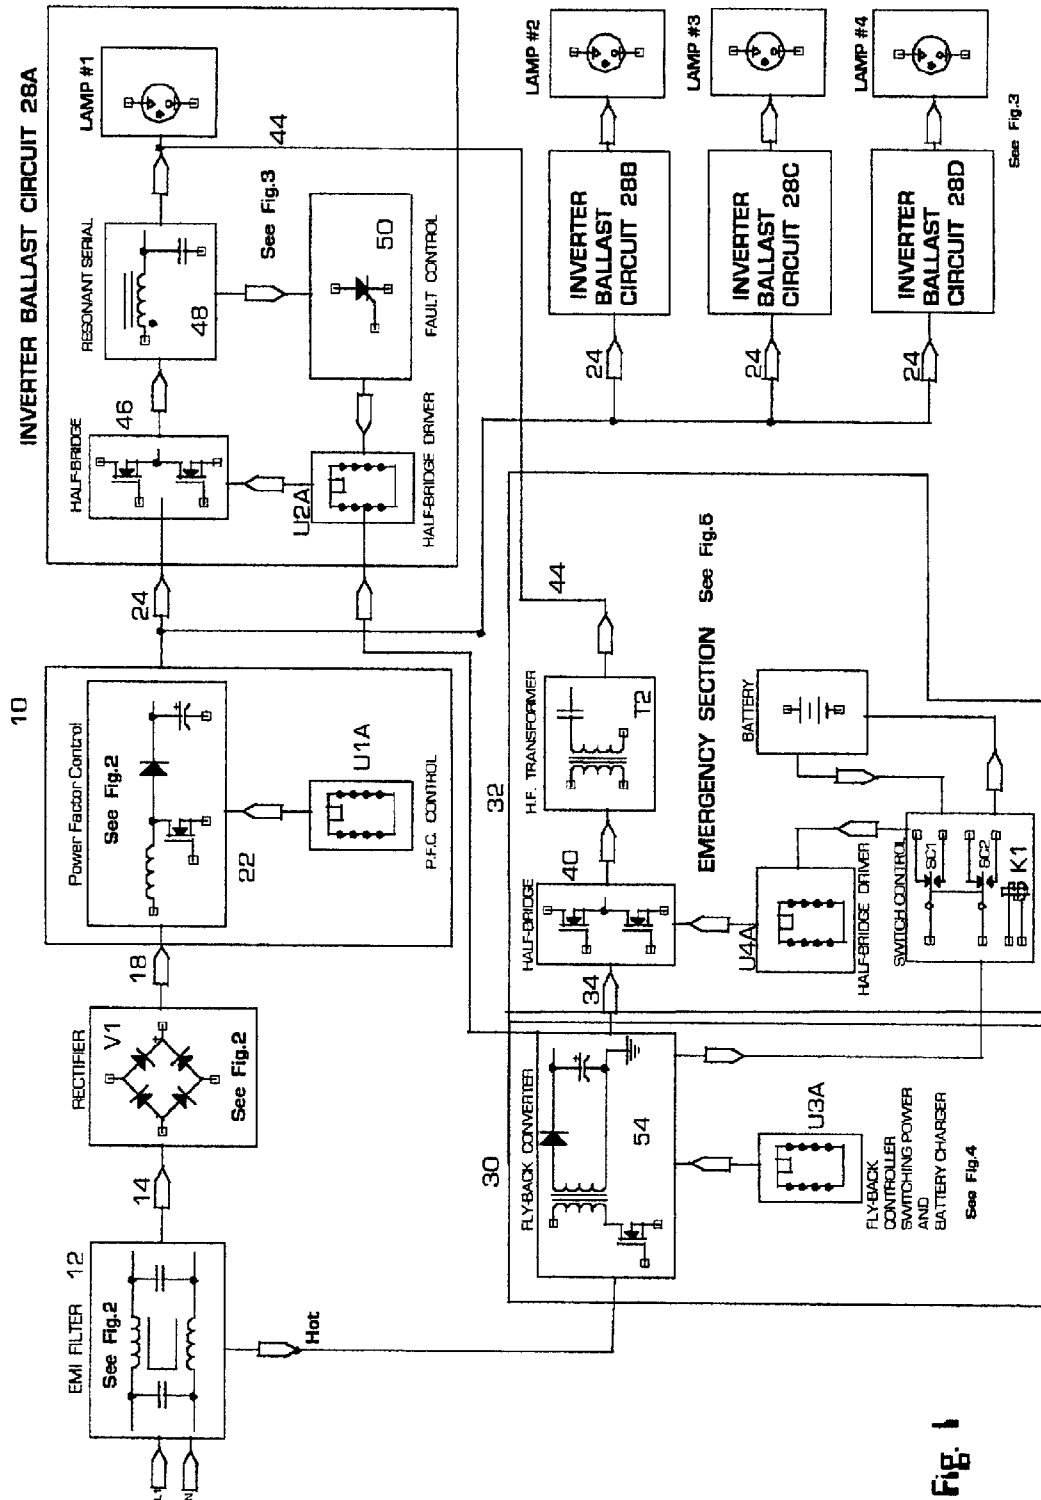 INVERTER BALLAST CIRCUIT 28A
LAMP #1
44
RESONANT SERIAL
48
See Fig.3
50
FAULT CONTROL
HALF-BRIDGE
46
U2A
HALF-BRIDGE DRIVER
24
10
Power Factor Control
See Fig.2
22
U1A
P.F.C. CONTROL
18
RECTIFIER
V1
See Fig.2
14
EMI FILTER 12
See Fig.2
L1
N
Hot
LAMP #2
INVERTER
BALLAST
CIRCUIT 28B
24
LAMP #3
INVERTER
BALLAST
CIRCUIT 28C
24
LAMP #4
INVERTER
BALLAST
CIRCUIT 28D
24
See Fig.3
32
EMERGENCY SECTION See Fig.5
44
H.F. TRANSFORMER
T2
40
HALF-BRIDGE
34
U4A
HALF-BRIDGE DRIVER
BATTERY
SWITCH CONTROL
SC1
SC2
K1
30
FLY-BACK CONVERTER
54
U3A
FLY-BACK
CONTROLLER
SWITCHING POWER
AND
BATTERY CHARGER
See Fig.4
Fig. 1